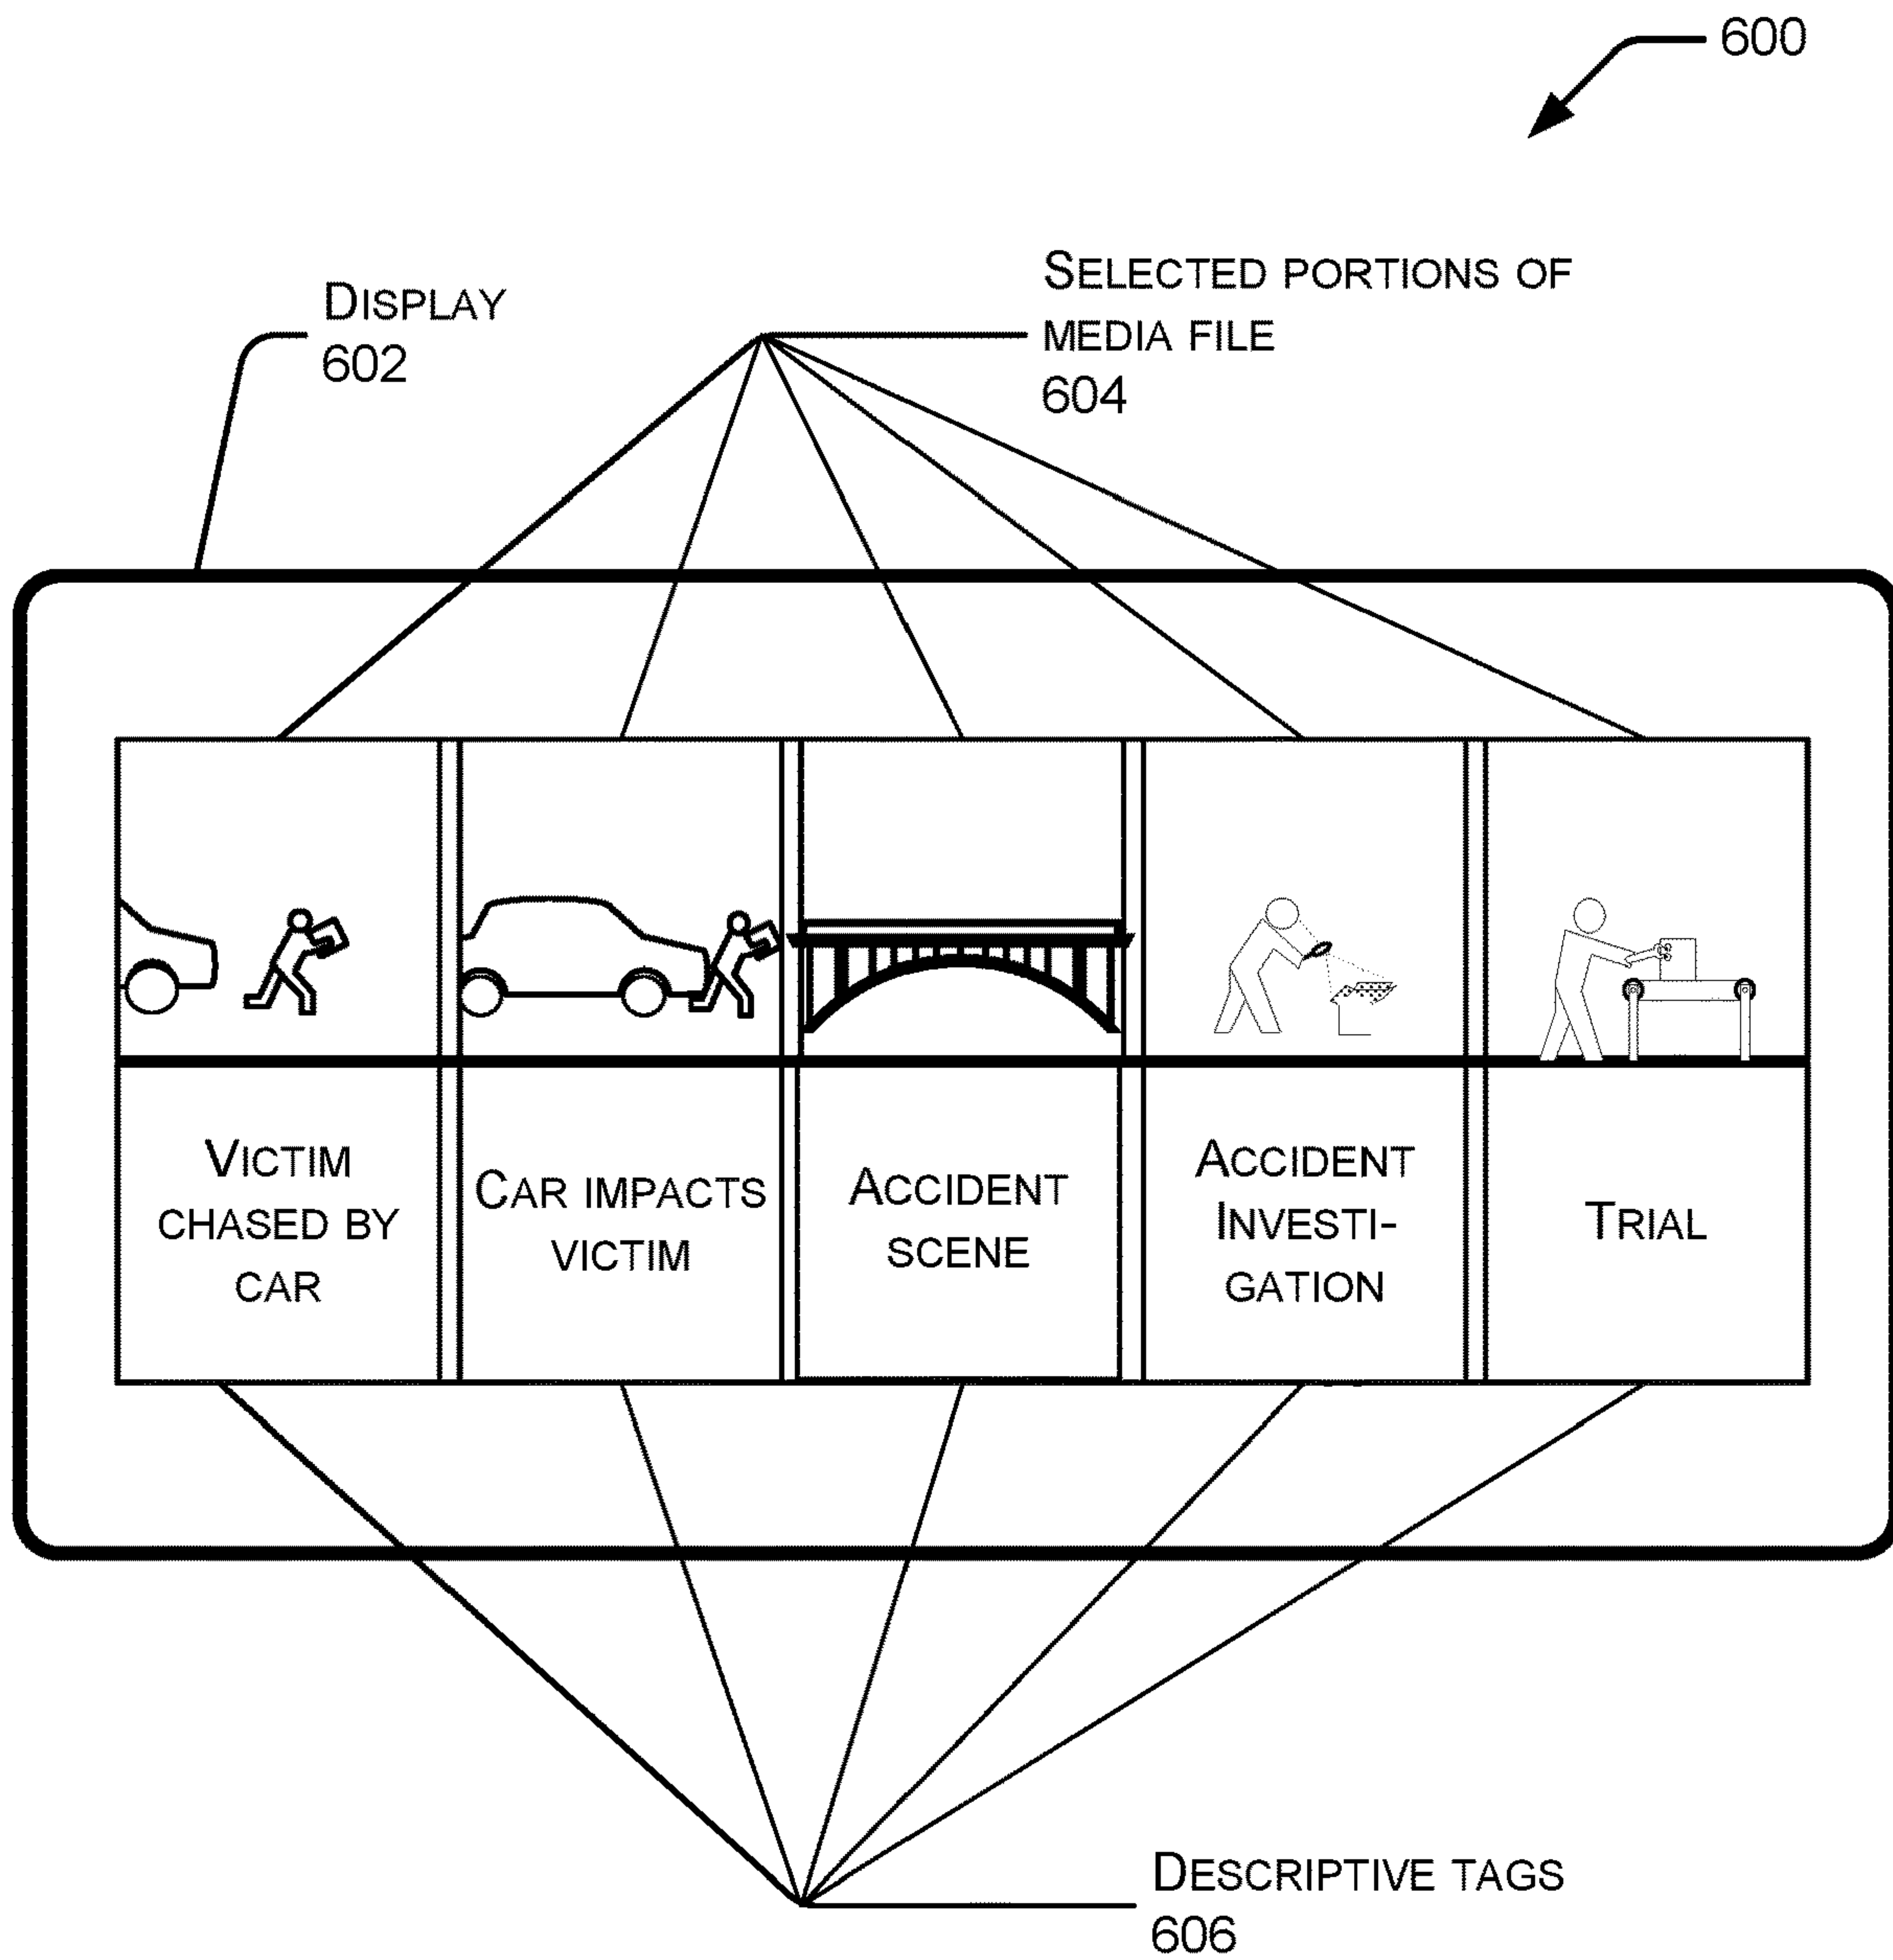 600
DISPLAY
602
SELECTED PORTIONS OF
MEDIA FILE
604
VICTIM
CHASED BY
CAR
CAR IMPACTS
VICTIM
ACCIDENT
SCENE
ACCIDENT
INVESTI-
GATION
TRIAL
DESCRIPTIVE TAGS
606